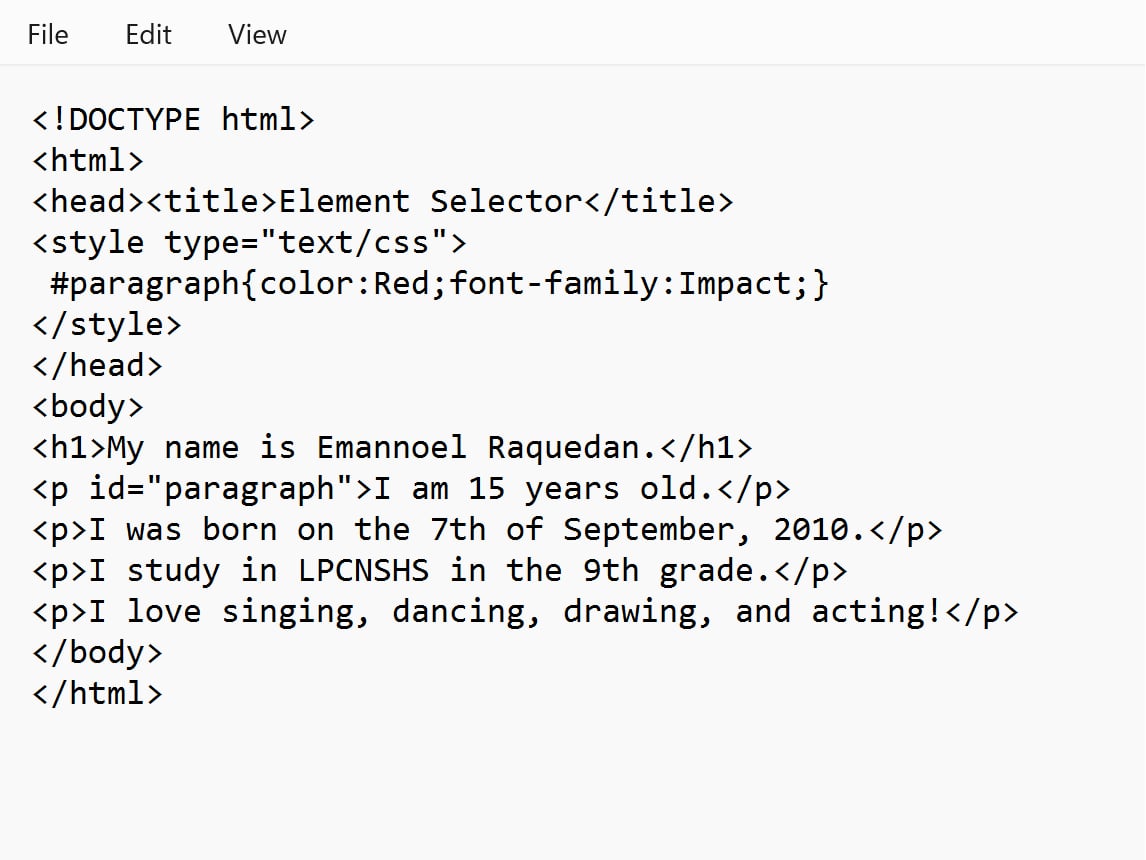 File Edit View
<!DOCTYPE html>
<html>
<head><title>Element Selector</title>
<style type="text/css">
 #paragraph{color:Red;font-family:Impact;}
</style>
</head>
<body>
<h1>My name is Emannoel Raquedan.</h1>
<p id="paragraph">I am 15 years old.</p>
<p>I was born on the 7th of September, 2010.</p>
<p>I study in LPCNSHS in the 9th grade.</p>
<p>I love singing, dancing, drawing, and acting!</p>
</body>
</html>